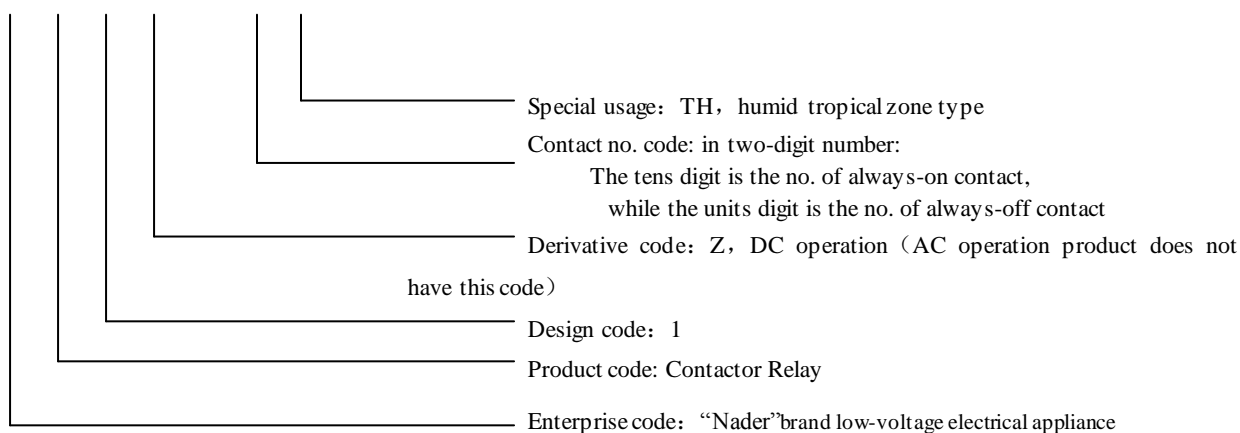 Special usage：TH，humid tropical zone type
Contact no. code: in two-digit number:
The tens digit is the no. of always-on contact,
while the units digit is the no. of always-off contact
Derivative code：Z，DC operation（AC operation product does not
have this code）
Design code：1
Product code: Contactor Relay
Enterprise code：“Nader”brand low-voltage electrical appliance